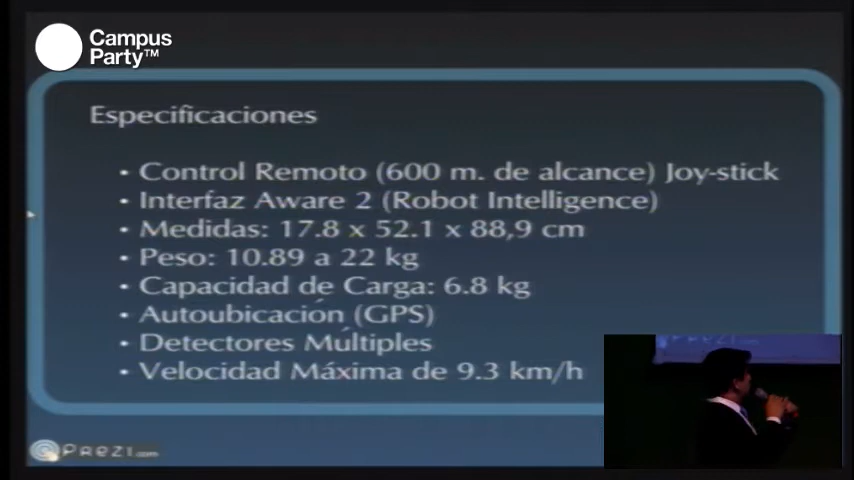 Campus
Party™
Especificaciones
• Control Remoto (600 m. de alcance) Joy-stick
• Interfaz Aware 2 (Robot Intelligence)
• Medidas: 17.8 x 52.1 x 88,9 cm
• Peso: 10.89 a 22 kg
• Capacidad de Carga: 6.8 kg
• Autoubicación (GPS)
• Detectores Múltiples
• Velocidad Máxima de 9.3 km/h
PREZI
PREZI.com